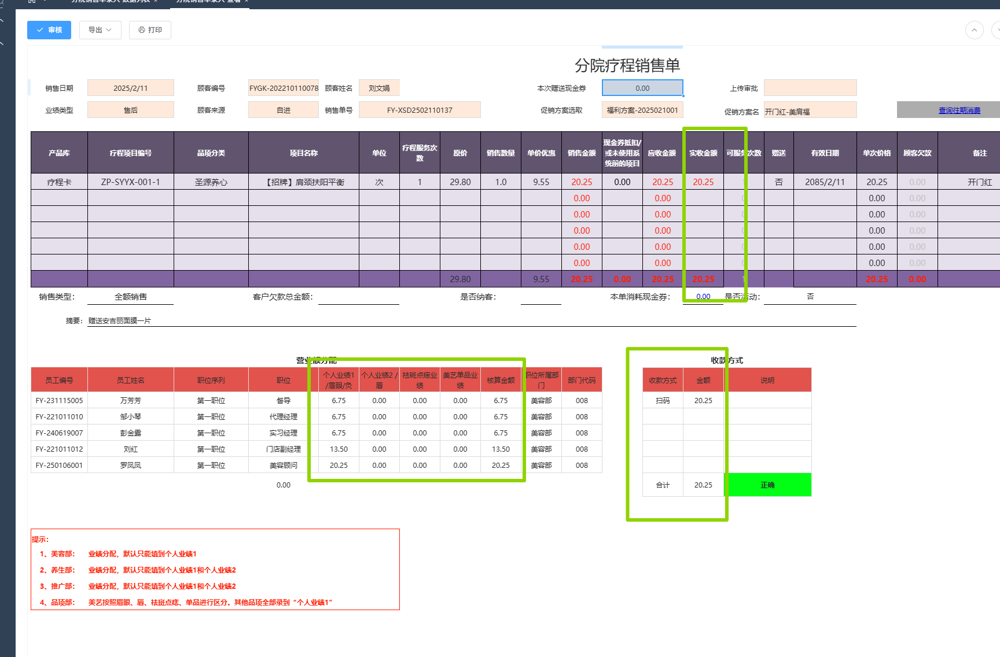 分院销售单录入-数据列表 ×
分院销售单录入-查看 ×
审核 导出 打印
分院疗程销售单
销售日期 2025/2/11 顾客编号 FYGK-202210110078 顾客姓名 刘文娟 本次赠送现金券 0.00 上传审批
业绩类型 售后 顾客来源 自进 销售单号 FY-XSD2502110137 促销方案选取 福利方案-2025021001 促销方案名 开门红-美肩福 查询往期消费
产品库 疗程项目编号 品项分类 项目名称 单位 疗程服务次数 原价 销售数量 单价优惠 销售金额 现金券抵扣/或未使用系统前的项目 应收金额 实收金额 可服务次数 赠送 有效日期 单次价格 顾客欠款 备注
疗程卡 ZP-SYYX-001-1 圣源养心 【招牌】肩颈扶阳平衡 次 1 29.80 1.0 9.55 20.25 0.00 20.25 20.25 1 否 2085/2/11 20.25 0.00 开门红
0.00 0.00 0 0.00 0.00
0.00 0.00 0 0.00 0.00
0.00 0.00 0 0.00 0.00
0.00 0.00 0 0.00 0.00
0.00 0.00 0 0.00 0.00
29.80 9.55 20.25 0.00 20.25 20.25 1 20.25 0.00
销售类型： 全额销售 客户欠款总金额： 是否纳客： 本单消耗现金券： 0.00 是否活动： 否
摘要： 赠送安吉丽面膜一片
营业额分配 收款方式
员工编号 员工姓名 职位序列 职位 个人业绩1/眉眼/灸 个人业绩2 /唇 祛斑点痣业绩 美艺单品业绩 核算金额 职位所属部门 部门代码 收款方式 金额 说明
FY-231115005 万芳芳 第一职位 督导 6.75 0.00 0.00 0.00 6.75 美容部 008 扫码 20.25
FY-221011010 邹小琴 第一职位 代理经理 6.75 0.00 0.00 0.00 6.75 美容部 008
FY-240619007 彭金露 第一职位 实习经理 6.75 0.00 0.00 0.00 6.75 美容部 008
FY-221011012 刘红 第一职位 门店副经理 13.50 0.00 0.00 0.00 13.50 美容部 008
FY-250106001 罗凤凤 第一职位 美容顾问 20.25 0.00 0.00 0.00 20.25 美容部 008
0.00 合计 20.25 正确
提示：
1、美容部： 业绩分配，默认只能填到个人业绩1
2、养生部： 业绩分配，默认只能填到个人业绩1和个人业绩2
3、推广部： 业绩分配，默认只能填到个人业绩1和个人业绩2
4、品项部： 美艺按照眉眼、唇、祛斑点痣、单品进行区分。其他品项全部录到“个人业绩1”